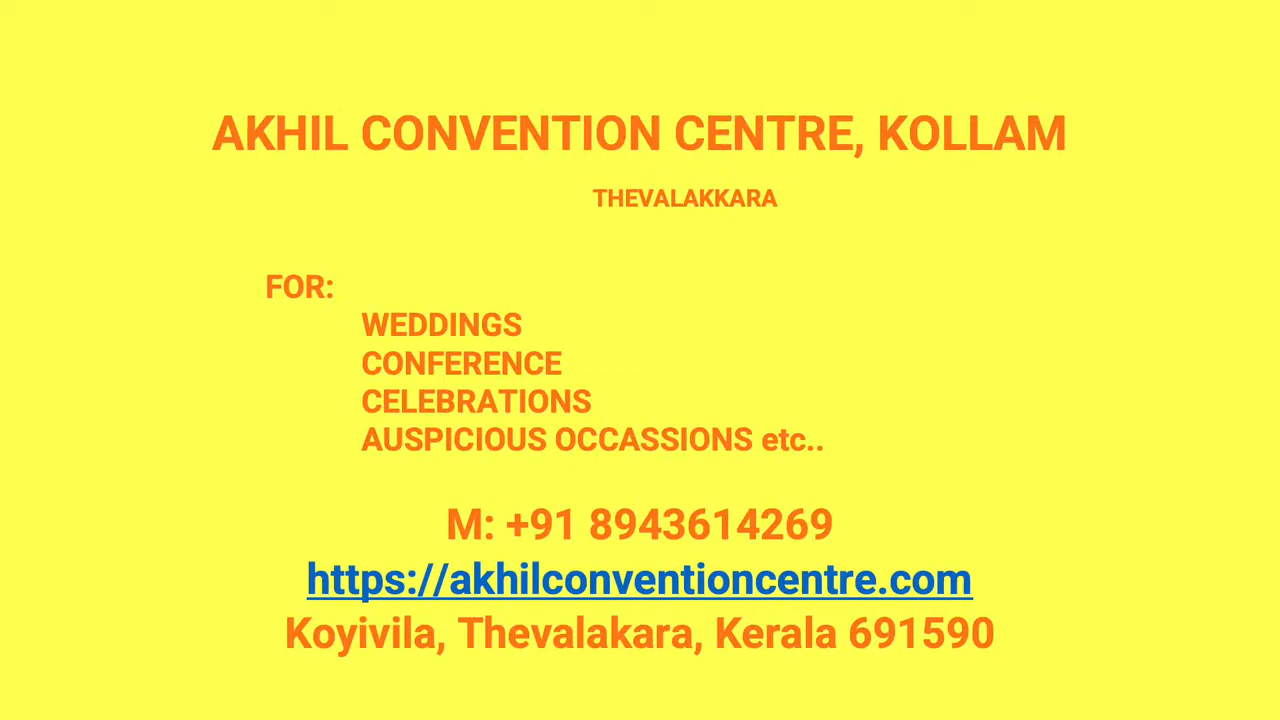 AKHIL CONVENTION CENTRE, KOLLAM
THEVALAKKARA
FOR:
WEDDINGS
CONFERENCE
CELEBRATIONS
AUSPICIOUS OCCASSIONS etc..
M: +91 8943614269
https://akhilconventioncentre.com
Koyivila, Thevalakara, Kerala 691590